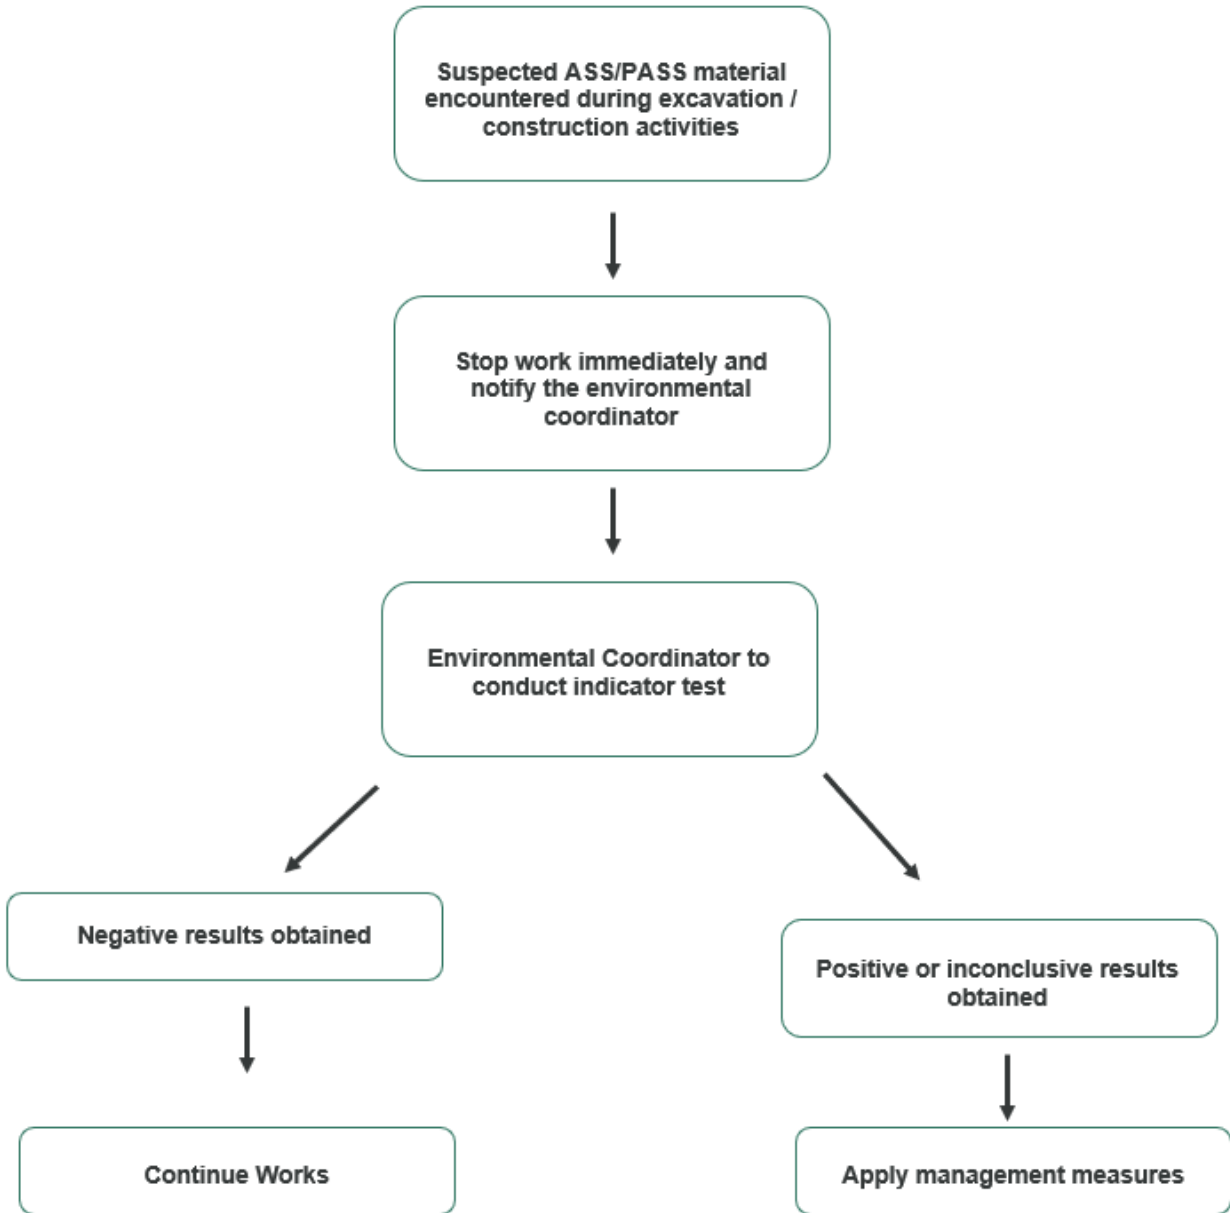 Suspected ASS/PASS material
encountered during excavation /
construction activities
Stop work immediately and
notify the environmental
coordinator
Environmental Coordinator to
conduct indicator test
Negative results obtained
Positive or inconclusive results
obtained
Continue Works
Apply management measures